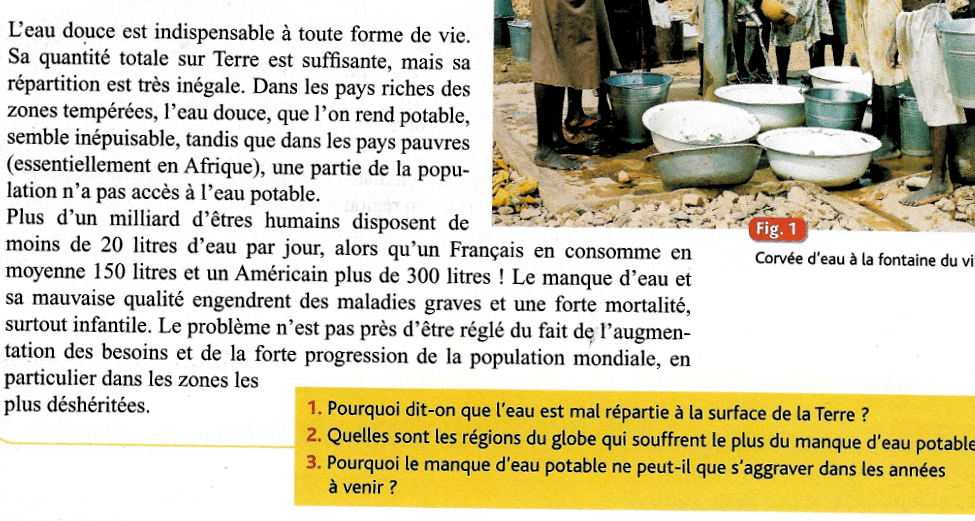 L'eau douce est indispensable à toute forme de vie.
Sa quantité totale sur Terre est suffisante, mais sa
répartition est très inégale. Dans les pays riches des
zones tempérées, l'eau douce, que l'on rend potable,
semble inépuisable, tandis que dans les pays pauvres
(essentiellement en Afrique), une partie de la popu-
lation n'a pas accès à l'eau potable.
Plus d'un milliard d'êtres humains disposent de
moins de 20 litres d'eau par jour, alors qu'un Français en consomme en
moyenne 150 litres et un Américain plus de 300 litres ! Le manque d'eau et
sa mauvaise qualité engendrent des maladies graves et une forte mortalité,
surtout infantile. Le problème n'est pas près d'être réglé du fait de l'augmen-
tation des besoins et de la forte progression de la population mondiale, en
particulier dans les zones les
plus déshéritées.
Fig. 1
Corvée d'eau à la fontaine du
1. Pourquoi dit-on que l'eau est mal répartie à la surface de la Terre ?
2. Quelles sont les régions du globe qui souffrent le plus du manque d'eau potable
3. Pourquoi le manque d'eau potable ne peut-il que s'aggraver dans les années
à venir ?